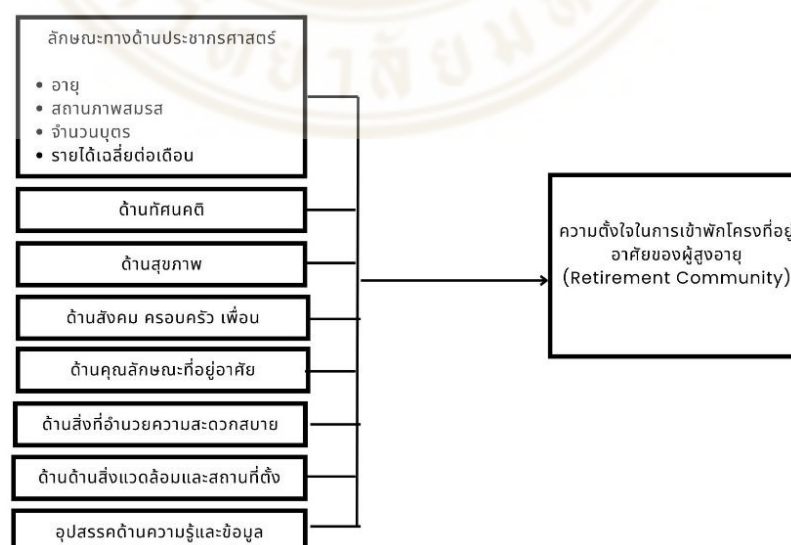 ลักษณะทางด้านประชากรศาสตร์
• อายุ
• สถานภาพสมรส
• จำนวนบุตร
• รายได้เฉลี่ยต่อเดือน
ด้านทัศนคติ
ด้านสุขภาพ
ด้านสังคม ครอบครัว เพื่อน
ด้านคุณลักษณะที่อยู่อาศัย
ด้านสิ่งที่อำนวยความสะดวกสบาย
ด้านด้านสิ่งแวดล้อมและสถานที่ตั้ง
อุปสรรคด้านความรู้และข้อมูล
ความตั้งใจในการเข้าพักโครงที่อยู่
อาศัยของผู้สูงอายุ
(Retirement Community)